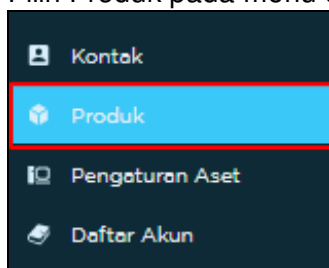 Pilih Produk pada menu
Kontak
Produk
Pengaturan Aset
Daftar Akun